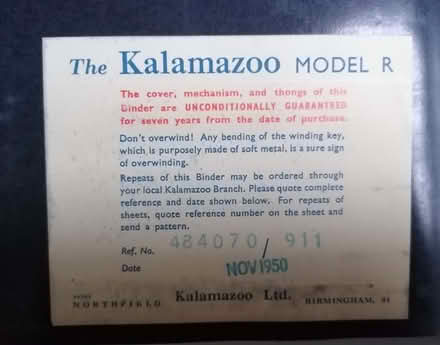 The Kalamazoo MODEL R
The cover, mechanism, and thongs of this
Binder are UNCONDITIONALLY GUARANTEED
for seven years from the date of purchase.
Don't overwind! Any bending of the winding key,
which is purposely made of soft metal, is a sure sign
of overwinding.
Repeats of this Binder may be ordered through
your local Kalamazoo Branch. Please quote complete
reference and date shown below. For repeats of
sheets, quote reference number on the sheet and
send a pattern.
Ref. No. 484070/ 911
Date NOV 1950
NORTHFIELD Kalamazoo Ltd. BIRMINGHAM, 31